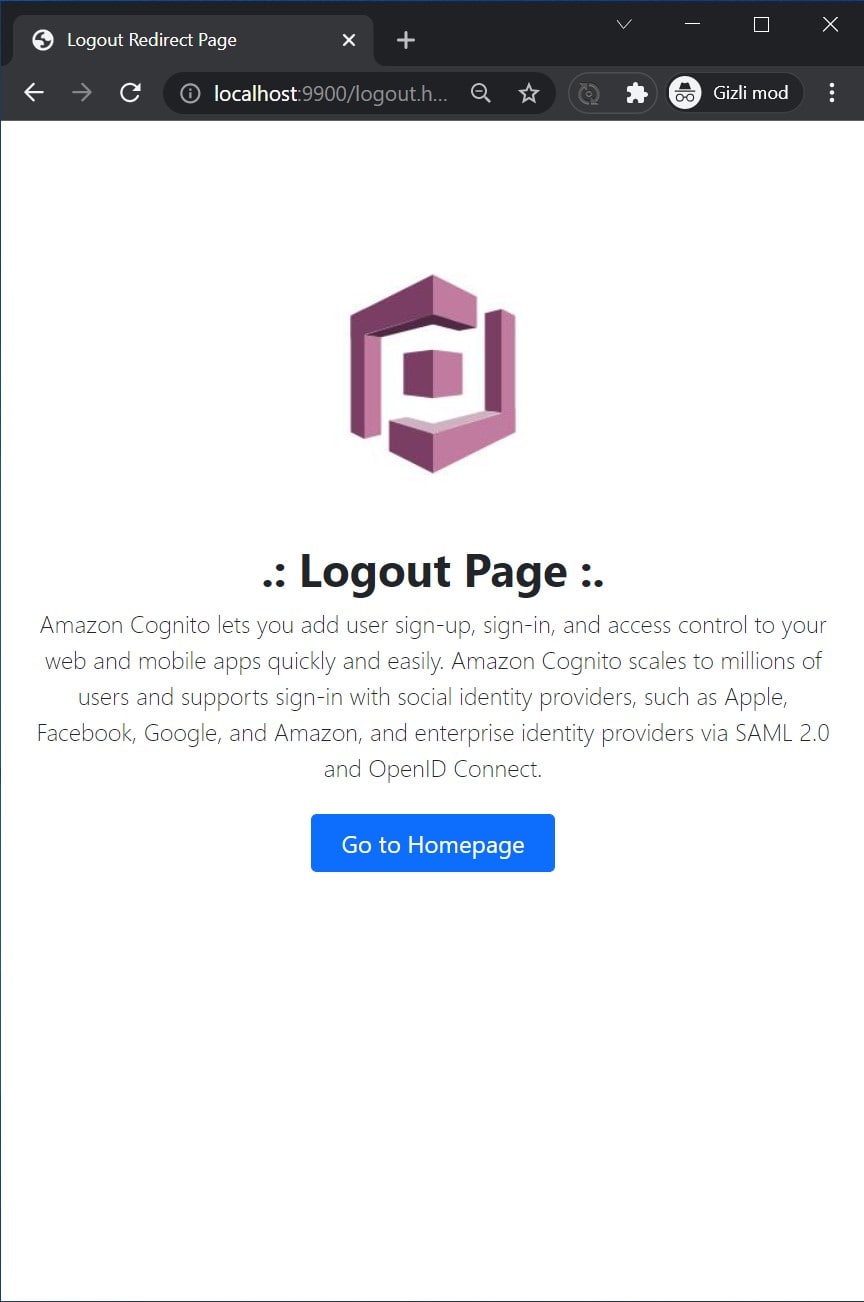 Logout Redirect Page
localhost:9900/logout.h...
Gizli mod
.: Logout Page :.
Amazon Cognito lets you add user sign-up, sign-in, and access control to your
web and mobile apps quickly and easily. Amazon Cognito scales to millions of
users and supports sign-in with social identity providers, such as Apple,
Facebook, Google, and Amazon, and enterprise identity providers via SAML 2.0
and OpenID Connect.
Go to Homepage